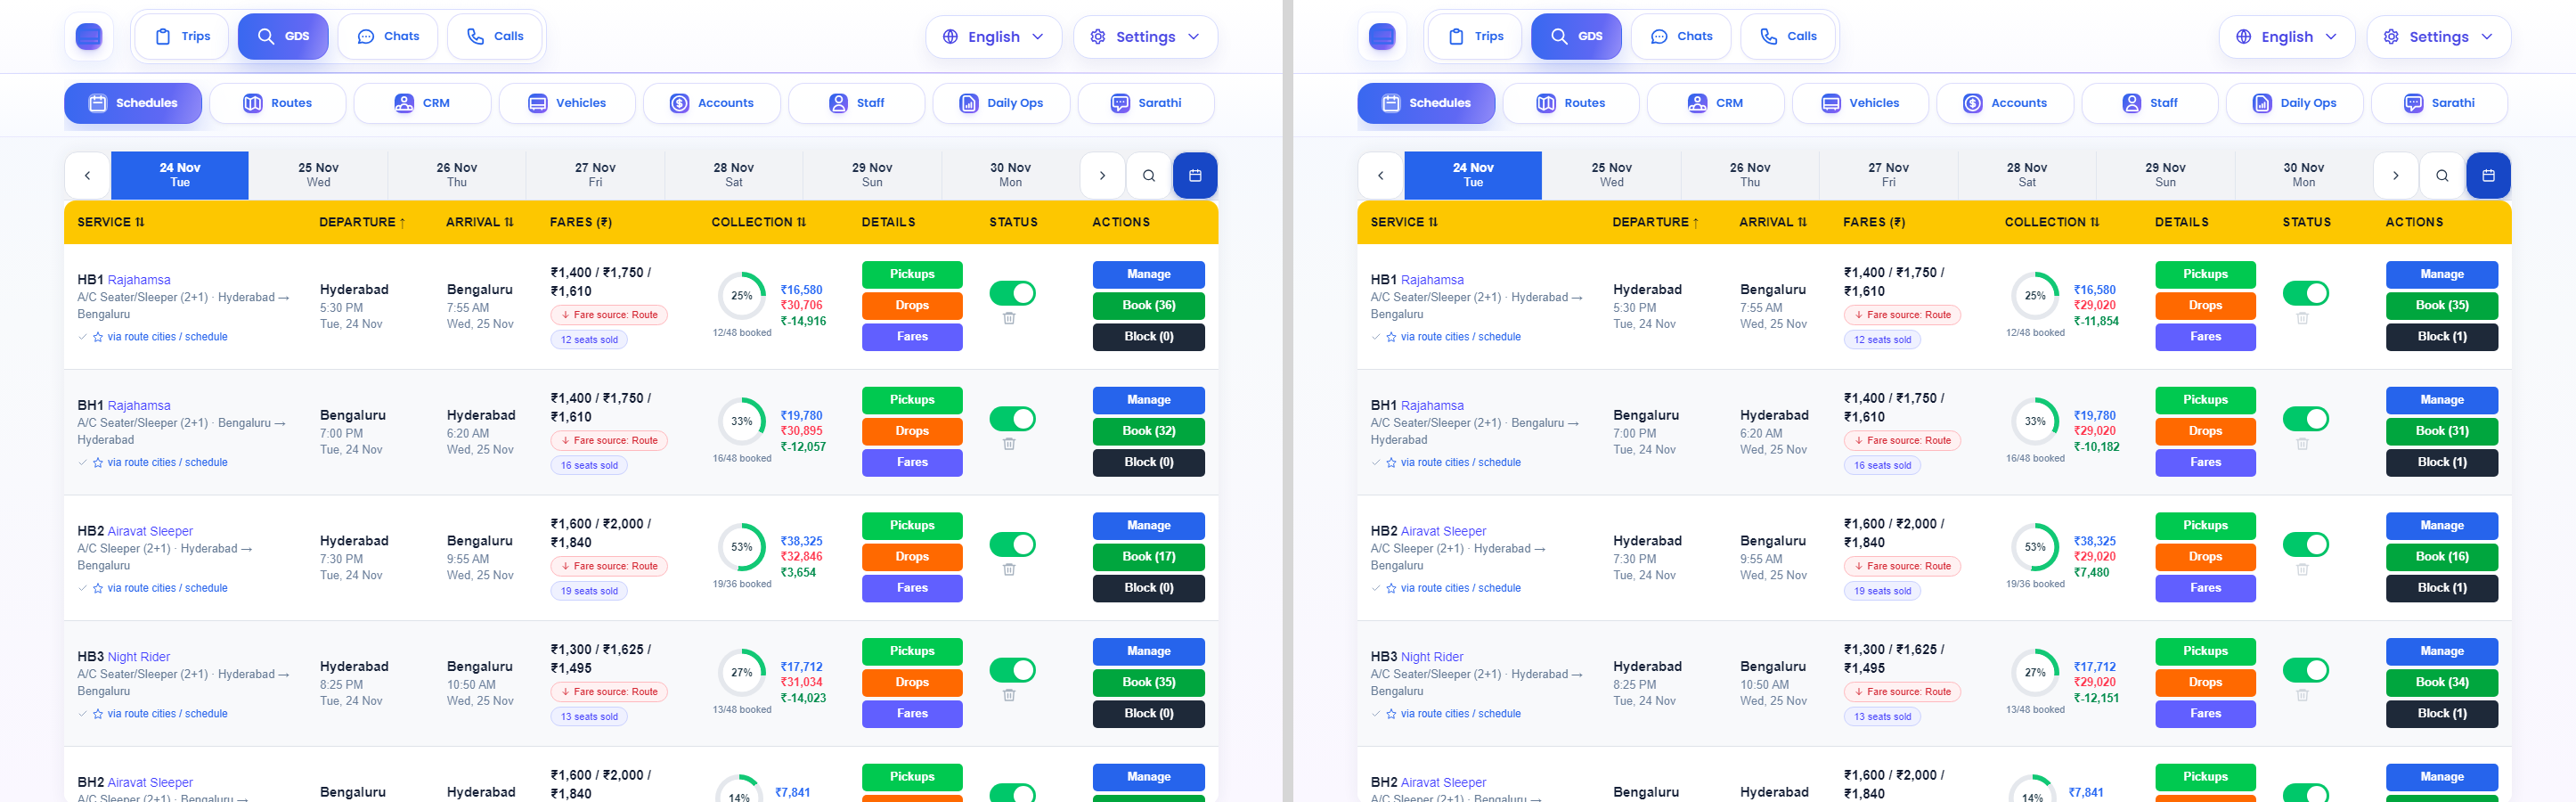 Trips
GDS
Chats
Calls
English
Settings
Schedules
Routes
CRM
Vehicles
Accounts
Staff
Daily Ops
Sarathi
24 Nov
Tue
25 Nov
Wed
26 Nov
Thu
27 Nov
Fri
28 Nov
Sat
29 Nov
Sun
30 Nov
Mon
SERVICE ⇅ DEPARTURE ↑ ARRIVAL ⇅ FARES (₹) COLLECTION ⇅ DETAILS STATUS ACTIONS
HB1 Rajahamsa
A/C Seater/Sleeper (2+1) · Hyderabad →
Bengaluru
via route cities / schedule
Hyderabad
5:30 PM
Tue, 24 Nov
Bengaluru
7:55 AM
Wed, 25 Nov
₹1,400 / ₹1,750 /
₹1,610
↓ Fare source: Route
12 seats sold
25%
12/48 booked
₹16,580
₹30,706
₹-14,916
Pickups
Drops
Fares
Manage
Book (36)
Block (0)
BH1 Rajahamsa
A/C Seater/Sleeper (2+1) · Bengaluru →
Hyderabad
via route cities / schedule
Bengaluru
7:00 PM
Tue, 24 Nov
Hyderabad
6:20 AM
Wed, 25 Nov
₹1,400 / ₹1,750 /
₹1,610
↓ Fare source: Route
16 seats sold
33%
16/48 booked
₹19,780
₹30,895
₹-12,057
Pickups
Drops
Fares
Manage
Book (32)
Block (0)
HB2 Airavat Sleeper
A/C Sleeper (2+1) · Hyderabad →
Bengaluru
via route cities / schedule
Hyderabad
7:30 PM
Tue, 24 Nov
Bengaluru
9:55 AM
Wed, 25 Nov
₹1,600 / ₹2,000 /
₹1,840
↓ Fare source: Route
19 seats sold
53%
19/36 booked
₹38,325
₹32,846
₹3,654
Pickups
Drops
Fares
Manage
Book (17)
Block (0)
HB3 Night Rider
A/C Seater/Sleeper (2+1) · Hyderabad →
Bengaluru
via route cities / schedule
Hyderabad
8:25 PM
Tue, 24 Nov
Bengaluru
10:50 AM
Wed, 25 Nov
₹1,300 / ₹1,625 /
₹1,495
↓ Fare source: Route
13 seats sold
27%
13/48 booked
₹17,712
₹31,034
₹-14,023
Pickups
Drops
Fares
Manage
Book (35)
Block (0)
BH2 Airavat Sleeper
A/C Sleeper (2+1) · Bengaluru →
Bengaluru
Hyderabad
₹1,600 / ₹2,000 /
₹1,840
14%
₹7,841
Pickups
Manage
Trips
GDS
Chats
Calls
English
Settings
Schedules
Routes
CRM
Vehicles
Accounts
Staff
Daily Ops
Sarathi
24 Nov
Tue
25 Nov
Wed
26 Nov
Thu
27 Nov
Fri
28 Nov
Sat
29 Nov
Sun
30 Nov
Mon
SERVICE ⇅ DEPARTURE ↑ ARRIVAL ⇅ FARES (₹) COLLECTION ⇅ DETAILS STATUS ACTIONS
HB1 Rajahamsa
A/C Seater/Sleeper (2+1) · Hyderabad →
Bengaluru
via route cities / schedule
Hyderabad
5:30 PM
Tue, 24 Nov
Bengaluru
7:55 AM
Wed, 25 Nov
₹1,400 / ₹1,750 /
₹1,610
↓ Fare source: Route
12 seats sold
25%
12/48 booked
₹16,580
₹29,020
₹-11,854
Pickups
Drops
Fares
Manage
Book (35)
Block (1)
BH1 Rajahamsa
A/C Seater/Sleeper (2+1) · Bengaluru →
Hyderabad
via route cities / schedule
Bengaluru
7:00 PM
Tue, 24 Nov
Hyderabad
6:20 AM
Wed, 25 Nov
₹1,400 / ₹1,750 /
₹1,610
↓ Fare source: Route
16 seats sold
33%
16/48 booked
₹19,780
₹29,020
₹-10,182
Pickups
Drops
Fares
Manage
Book (31)
Block (1)
HB2 Airavat Sleeper
A/C Sleeper (2+1) · Hyderabad →
Bengaluru
via route cities / schedule
Hyderabad
7:30 PM
Tue, 24 Nov
Bengaluru
9:55 AM
Wed, 25 Nov
₹1,600 / ₹2,000 /
₹1,840
↓ Fare source: Route
19 seats sold
53%
19/36 booked
₹38,325
₹29,020
₹7,480
Pickups
Drops
Fares
Manage
Book (16)
Block (1)
HB3 Night Rider
A/C Seater/Sleeper (2+1) · Hyderabad →
Bengaluru
via route cities / schedule
Hyderabad
8:25 PM
Tue, 24 Nov
Bengaluru
10:50 AM
Wed, 25 Nov
₹1,300 / ₹1,625 /
₹1,495
↓ Fare source: Route
13 seats sold
27%
13/48 booked
₹17,712
₹29,020
₹-12,151
Pickups
Drops
Fares
Manage
Book (34)
Block (1)
BH2 Airavat Sleeper
A/C Sleeper (2+1) · Bengaluru →
Bengaluru
Hyderabad
₹1,600 / ₹2,000 /
₹1,840
14%
₹7,841
Pickups
Manage